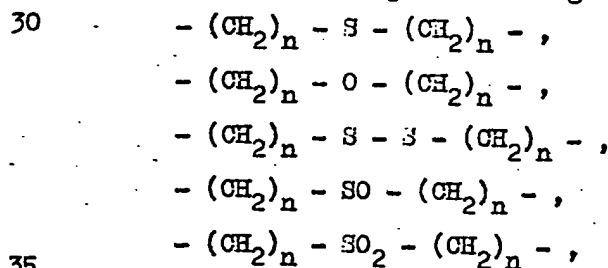 30 - (CH2)n - S - (CH2)n - ,
- (CH2)n - O - (CH2)n - ,
- (CH2)n - S - S - (CH2)n - ,
- (CH2)n - SO - (CH2)n - ,
- (CH2)n - SO2 - (CH2)n - ,
35